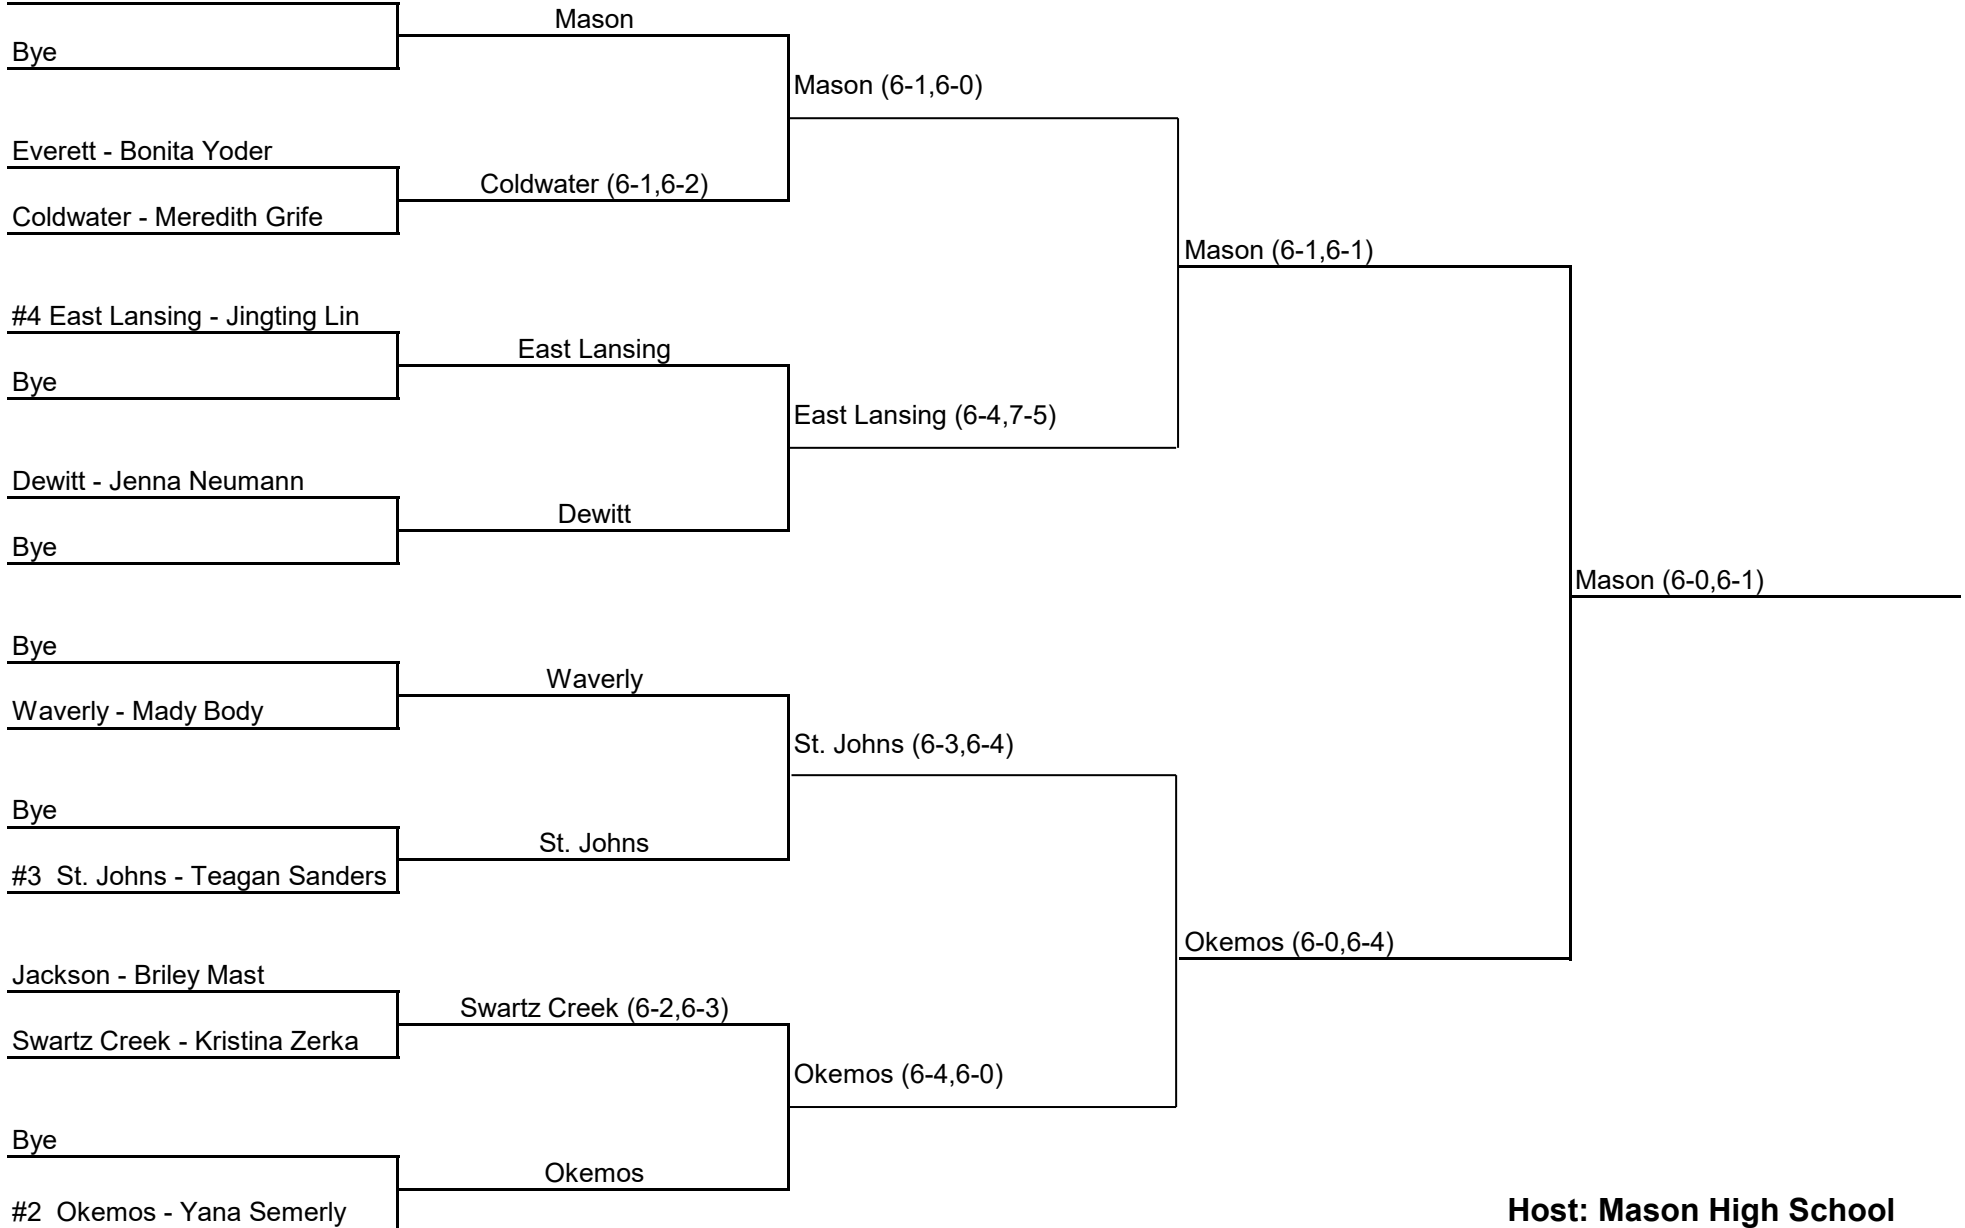 Mason
Bye
Mason (6-1,6-0)
Everett - Bonita Yoder
Coldwater (6-1,6-2)
Coldwater - Meredith Grife
Mason (6-1,6-1)
#4 East Lansing - Jingting Lin
East Lansing
Bye
East Lansing (6-4,7-5)
Dewitt - Jenna Neumann
Dewitt
Bye
Mason (6-0,6-1)
Bye
Waverly
Waverly - Mady Body
St. Johns (6-3,6-4)
Bye
St. Johns
#3  St. Johns - Teagan Sanders
Okemos (6-0,6-4)
Jackson - Briley Mast
Swartz Creek (6-2,6-3)
Swartz Creek - Kristina Zerka
Okemos (6-4,6-0)
Bye
Okemos
#2  Okemos - Yana Semerly
Host: Mason High School